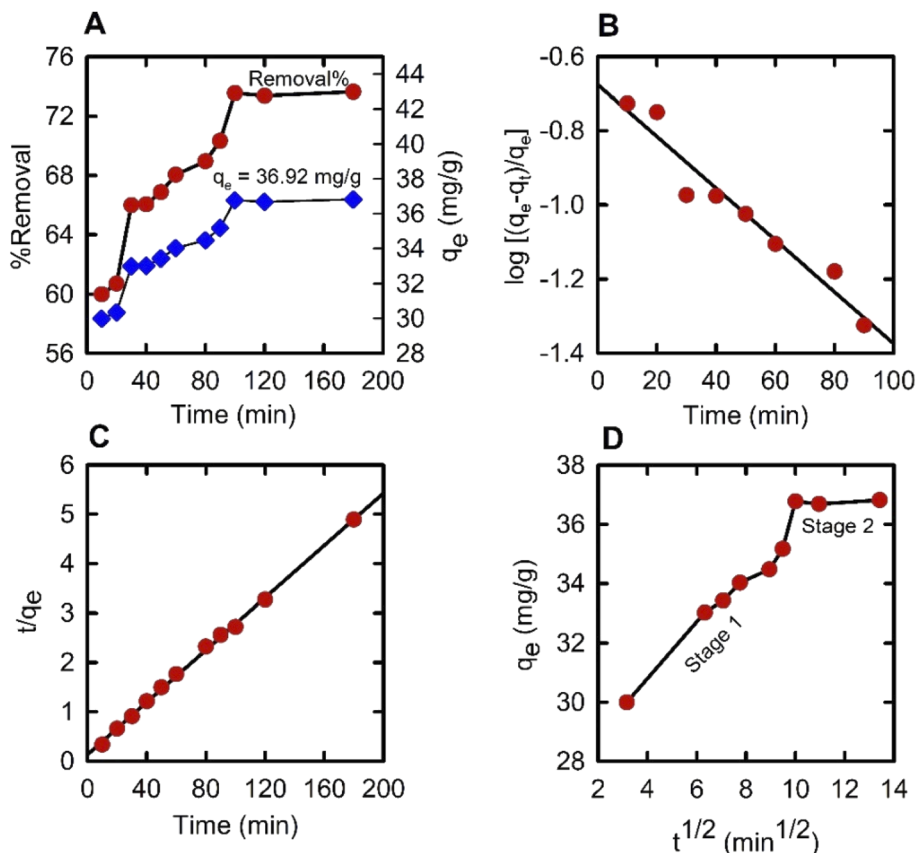 A
76
72
68
64
60
56
%Removal
Removal%
qe = 36.92 mg/g
44
42
40
38
36
34
32
30
28
qe (mg/g)
0 40 80 120 160 200
Time (min)
B
-0.6
-0.8
-1.0
-1.2
-1.4
log [(qe-qt)/qe]
0 20 40 60 80 100
Time (min)
C
6
5
4
3
2
1
0
t/qe
0 40 80 120 160 200
Time (min)
D
38
36
34
32
30
28
qe (mg/g)
Stage 1
Stage 2
2 4 6 8 10 12 14
t1/2 (min1/2)